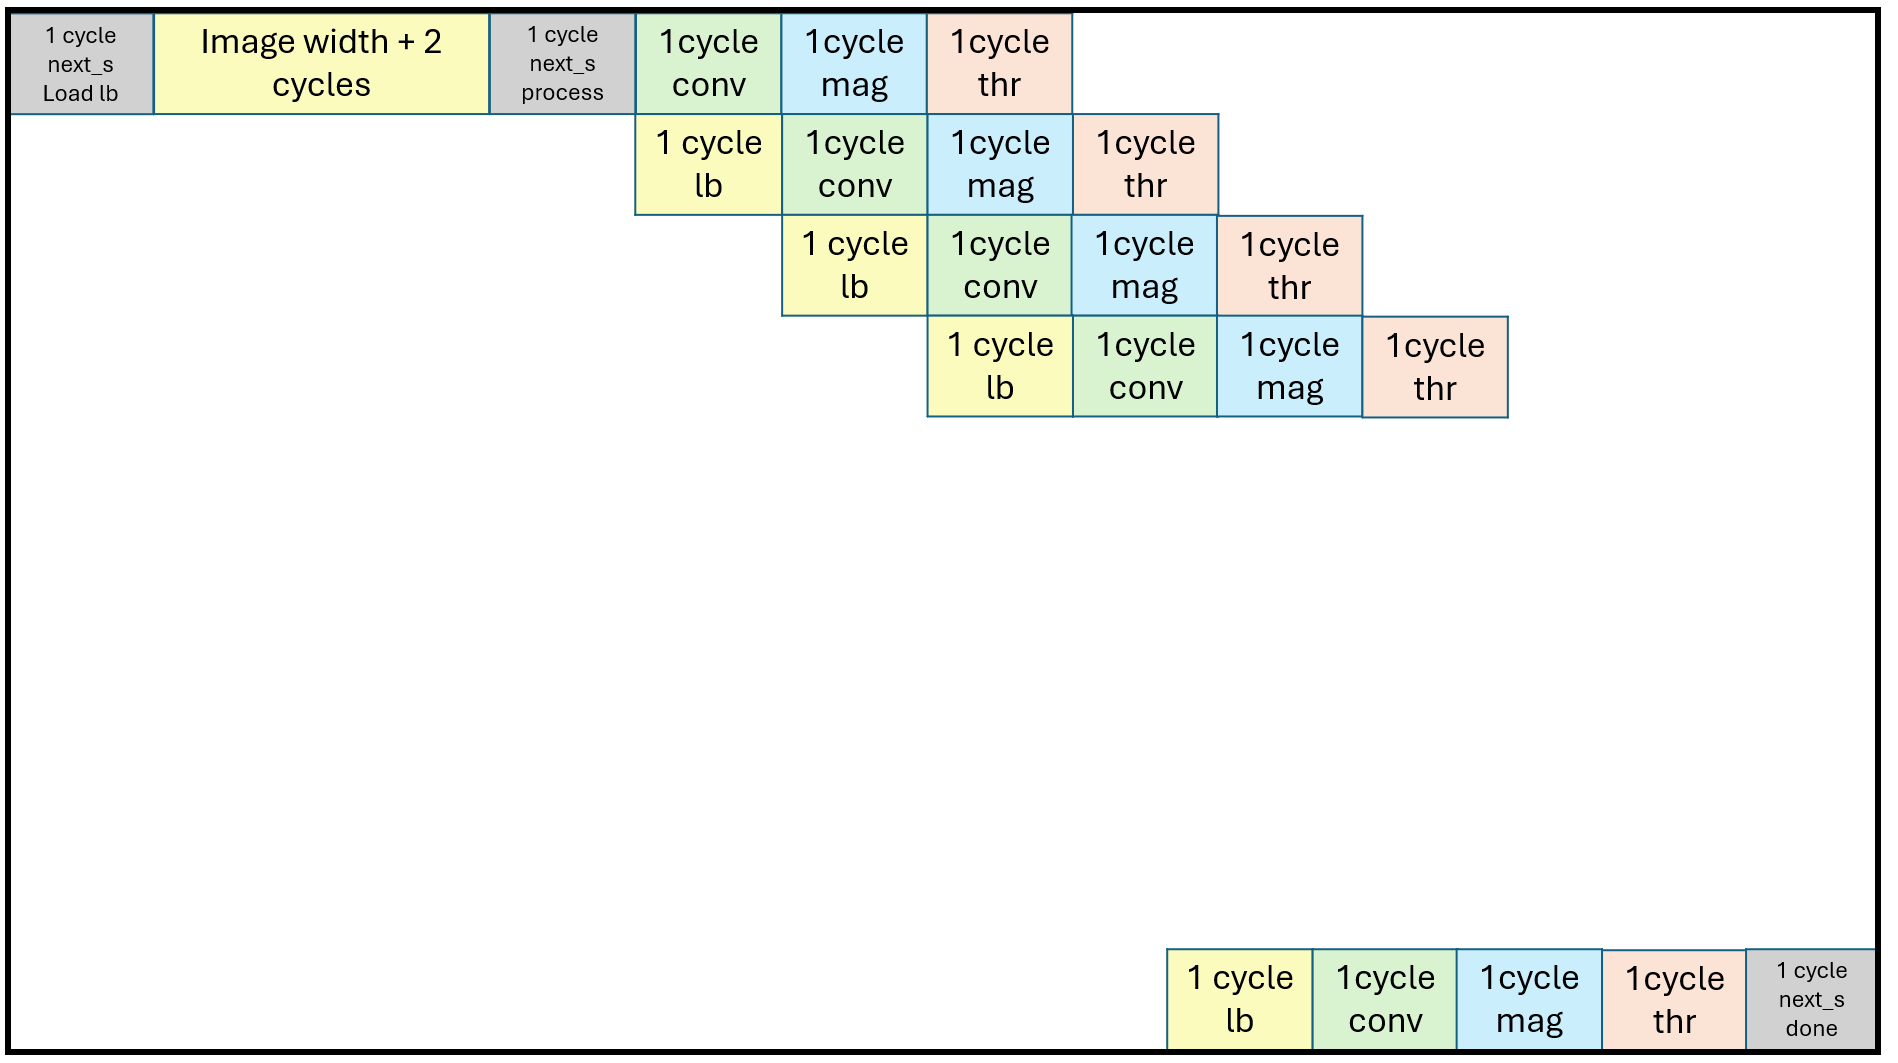 1 cycle
next_s
Load lb
Image width + 2
cycles
1 cycle
next_s
process
1cycle
conv
1cycle
mag
1cycle
thr
1 cycle
lb
1cycle
conv
1cycle
mag
1cycle
thr
1 cycle
lb
1cycle
conv
1cycle
mag
1cycle
thr
1 cycle
lb
1cycle
conv
1cycle
mag
1cycle
thr
1 cycle
lb
1cycle
conv
1cycle
mag
1cycle
thr
1 cycle
next_s
done